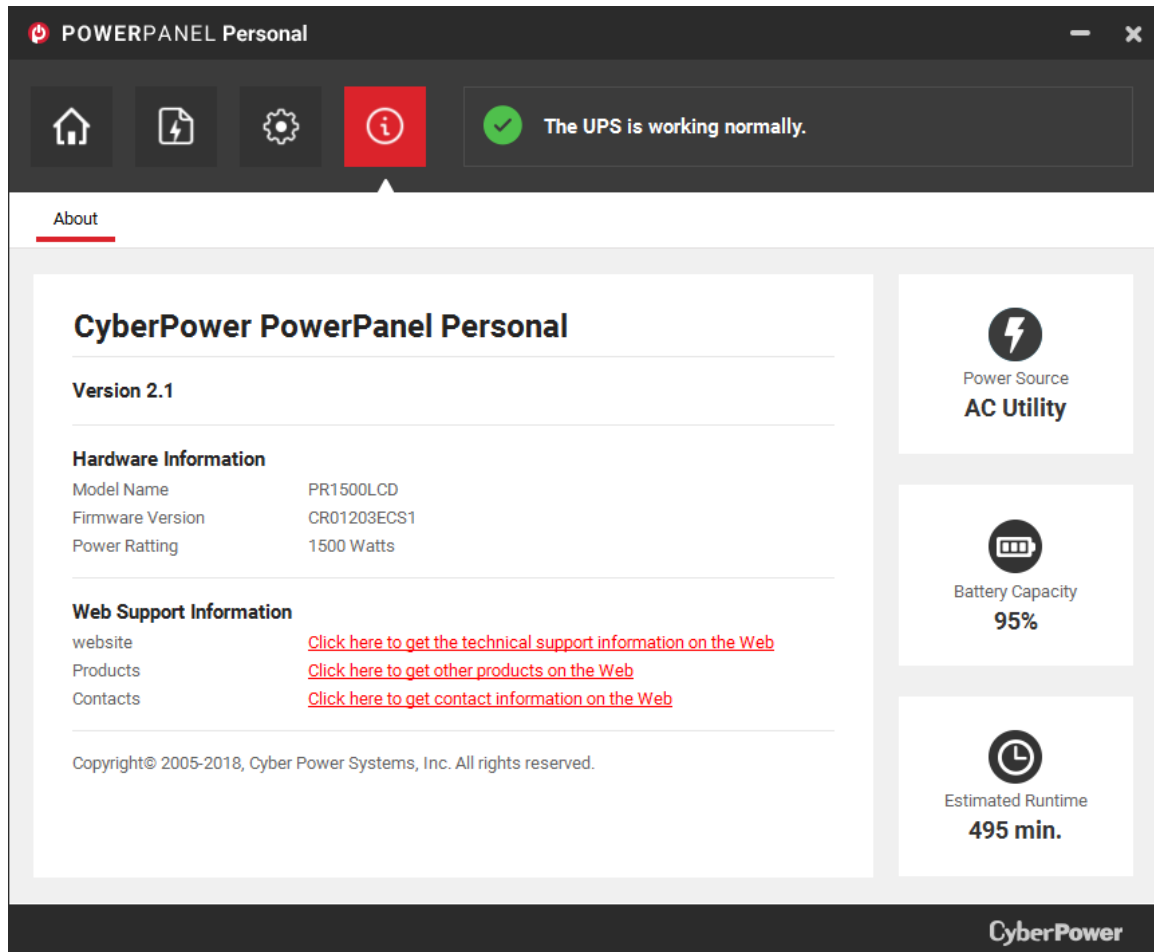 POWERPANEL Personal
The UPS is working normally.
About
CyberPower PowerPanel Personal
Version 2.1
Hardware Information
Model Name PR1500LCD
Firmware Version CR01203ECS1
Power Ratting 1500 Watts
Web Support Information
website Click here to get the technical support information on the Web
Products Click here to get other products on the Web
Contacts Click here to get contact information on the Web
Copyright© 2005-2018, Cyber Power Systems, Inc. All rights reserved.
Power Source
AC Utility
Battery Capacity
95%
Estimated Runtime
495 min.
CyberPower